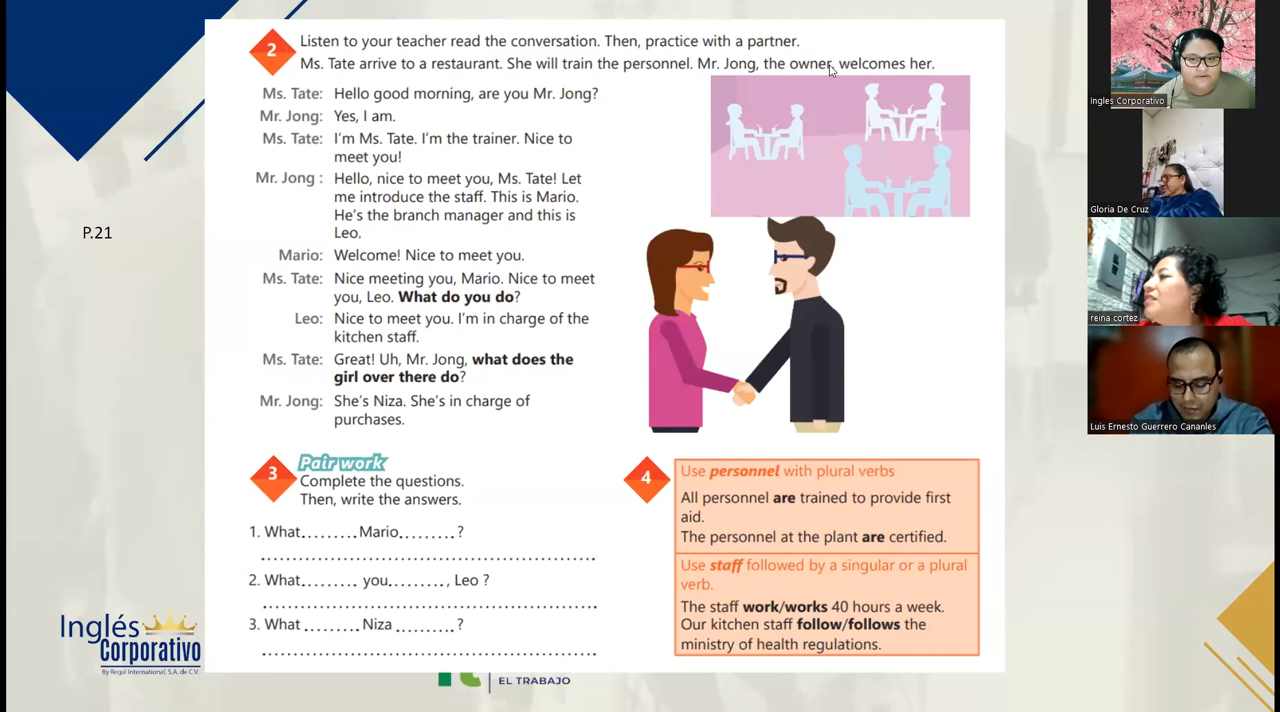 2
Listen to your teacher read the conversation. Then, practice with a partner.
Ms. Tate arrive to a restaurant. She will train the personnel. Mr. Jong, the owner, welcomes her.
Ms. Tate: Hello good morning, are you Mr. Jong?
Mr. Jong: Yes, I am.
Ms. Tate: I'm Ms. Tate. I'm the trainer. Nice to
meet you!
Mr. Jong : Hello, nice to meet you, Ms. Tate! Let
me introduce the staff. This is Mario.
He's the branch manager and this is
Leo.
Mario: Welcome! Nice to meet you.
Ms. Tate: Nice meeting you, Mario. Nice to meet
you, Leo. What do you do?
Leo: Nice to meet you. I'm in charge of the
kitchen staff.
Ms. Tate: Great! Uh, Mr. Jong, what does the
girl over there do?
Mr. Jong: She's Niza. She's in charge of
purchases.
P.21
3
Pair work
Complete the questions.
Then, write the answers.
1. What........ Mario........ ?
2. What........ you........, Leo ?
3. What ........ Niza ........ ?
4
Use personnel with plural verbs
All personnel are trained to provide first
aid.
The personnel at the plant are certified.
Use staff followed by a singular or a plural
verb.
The staff work/works 40 hours a week.
Our kitchen staff follow/follows the
ministry of health regulations.
Inglés
Corporativo
By Regal International, S.A. de C.V.
EL TRABAJO
Ingles Corporativo
Gloria De Cruz
reina cortez
Luis Ernesto Guerrero Cananles